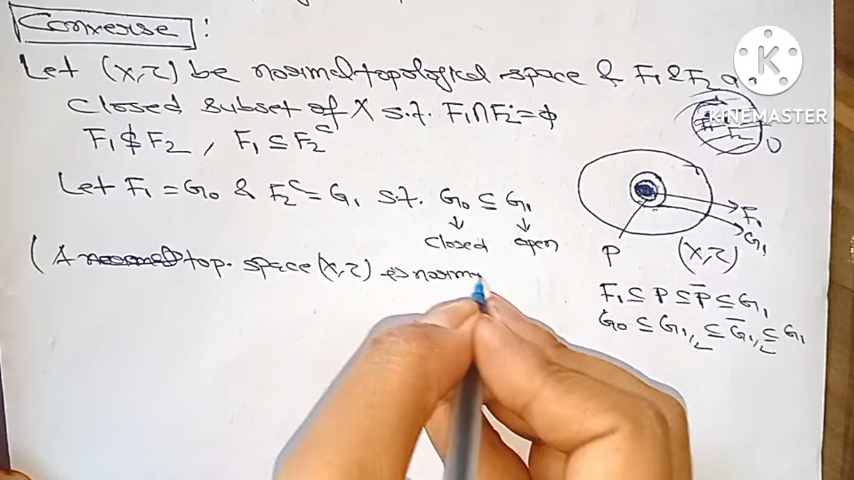 Converse :
Let (X,τ) be normal topological space & F₁ & F₂ a
closed subset of X s.t. F₁∩F₂=ϕ
F₁⊄F₂ , F₁⊆F₂ᶜ
Let F₁=G₀ & F₂ᶜ=G₁ s.t. G₀⊆G₁
↓ ↓
closed open
(A top. space (X,τ) is norm
K
KINEMASTER
U
F₁
G₁
P (X,τ)
F₁⊆P⊆P̅⊆G₁
G₀⊆G₁/₂⊆G̅₁/₂⊆G₁